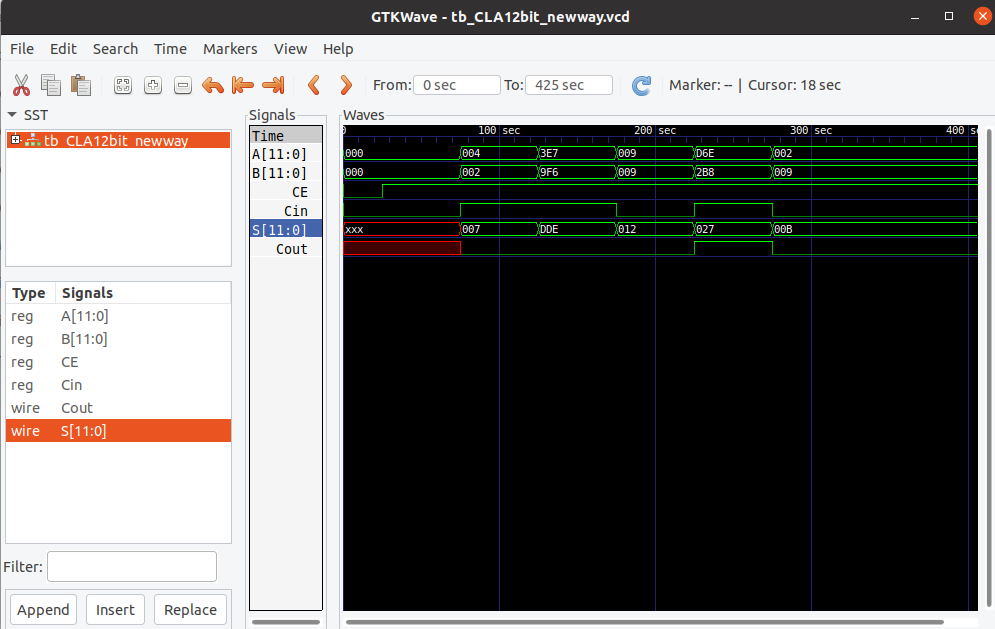 GTKWave - tb_CLA12bit_newway.vcd
File Edit Search Time Markers View Help
From: 0 sec To: 425 sec Marker: -- | Cursor: 18 sec
SST
tb_CLA12bit_newway
Type Signals
reg A[11:0]
reg B[11:0]
reg CE
reg Cin
wire Cout
wire S[11:0]
Filter:
Append Insert Replace
Signals
Time
A[11:0]
B[11:0]
CE
Cin
S[11:0]
Cout
Waves
0 100 sec 200 sec 300 sec 400 s
000 004 3E7 009 D6E 002
000 002 9F6 009 2B8 009
xxx 007 DDE 012 027 00B